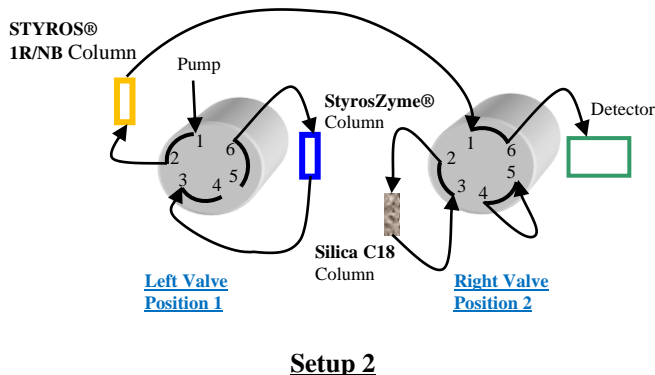 STYROS®
1R/NB Column
Pump
StyrosZyme®
Column
Detector
1
2
3
4
5
6
1
2
3
4
5
6
Silica C18
Column
Left Valve
Position 1
Right Valve
Position 2
Setup 2